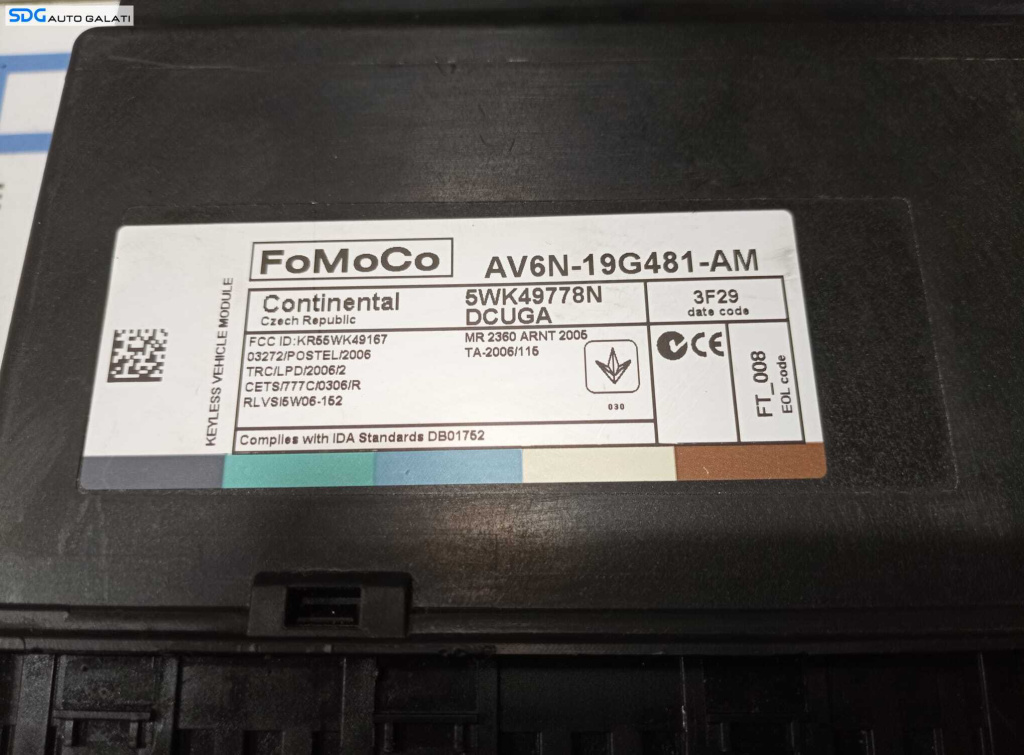 SDG AUTO GALATI
KEYLESS VEHICLE MODULE
FoMoCo
AV6N-19G481-AM
Continental
Czech Republic
5WK49778N
DCUGA
3F29
date code
FCC ID:KR55WK49167
03272/POSTEL/2006
TRC/LPD/2006/2
CETS/777C/0306/R
RLVSI5W06-152
MR 2360 ARNT 2005
TA-2006/115
030
CE
FT_008
EOL code
Complies with IDA Standards DB01752